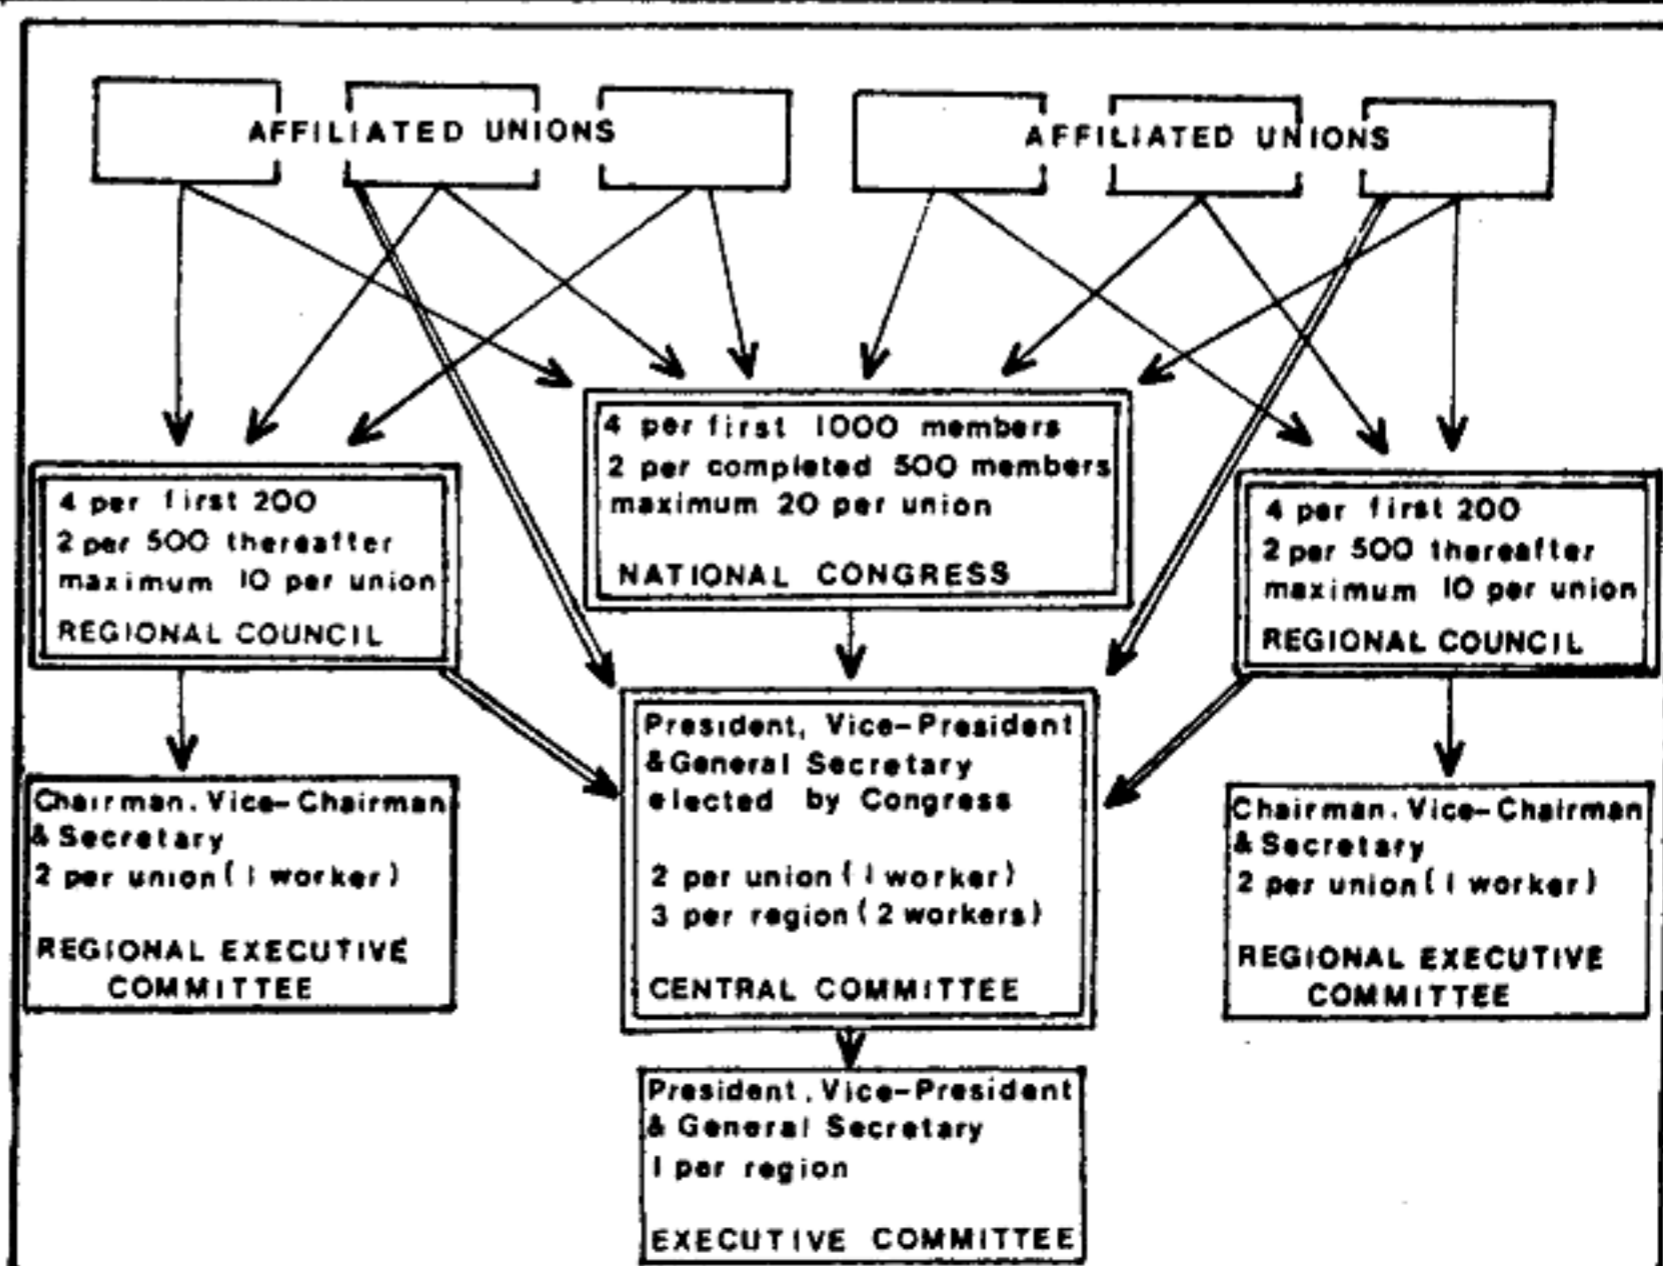 AFFILIATED UNIONS
AFFILIATED UNIONS
4 per first 1000 members
2 per completed 500 members
maximum 20 per union
NATIONAL CONGRESS
4 per first 200
2 per 500 thereafter
maximum 10 per union
REGIONAL COUNCIL
4 per first 200
2 per 500 thereafter
maximum 10 per union
REGIONAL COUNCIL
President, Vice-President
& General Secretary
elected by Congress
2 per union (1 worker)
3 per region (2 workers)
CENTRAL COMMITTEE
Chairman, Vice-Chairman
& Secretary
2 per union (1 worker)
REGIONAL EXECUTIVE
COMMITTEE
Chairman, Vice-Chairman
& Secretary
2 per union (1 worker)
REGIONAL EXECUTIVE
COMMITTEE
President, Vice-President
& General Secretary
1 per region
EXECUTIVE COMMITTEE